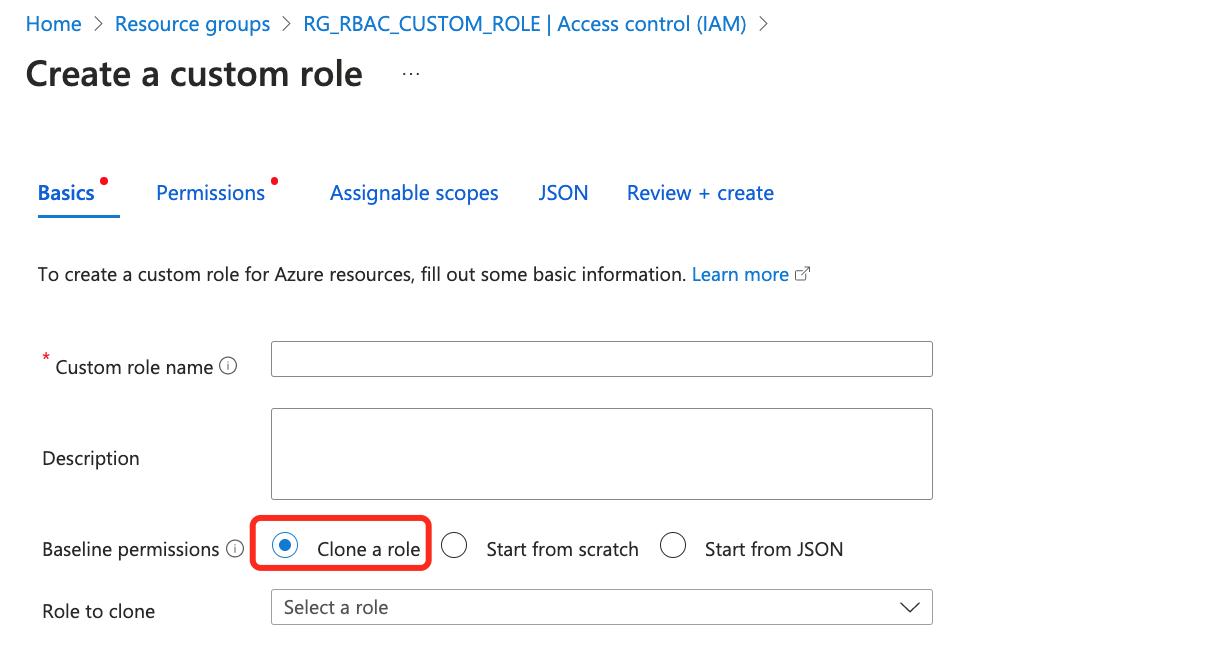 Home > Resource groups > RG_RBAC_CUSTOM_ROLE | Access control (IAM) >
Create a custom role ...
Basics Permissions Assignable scopes JSON Review + create
To create a custom role for Azure resources, fill out some basic information. Learn more
* Custom role name
Description
Baseline permissions Clone a role Start from scratch Start from JSON
Role to clone Select a role